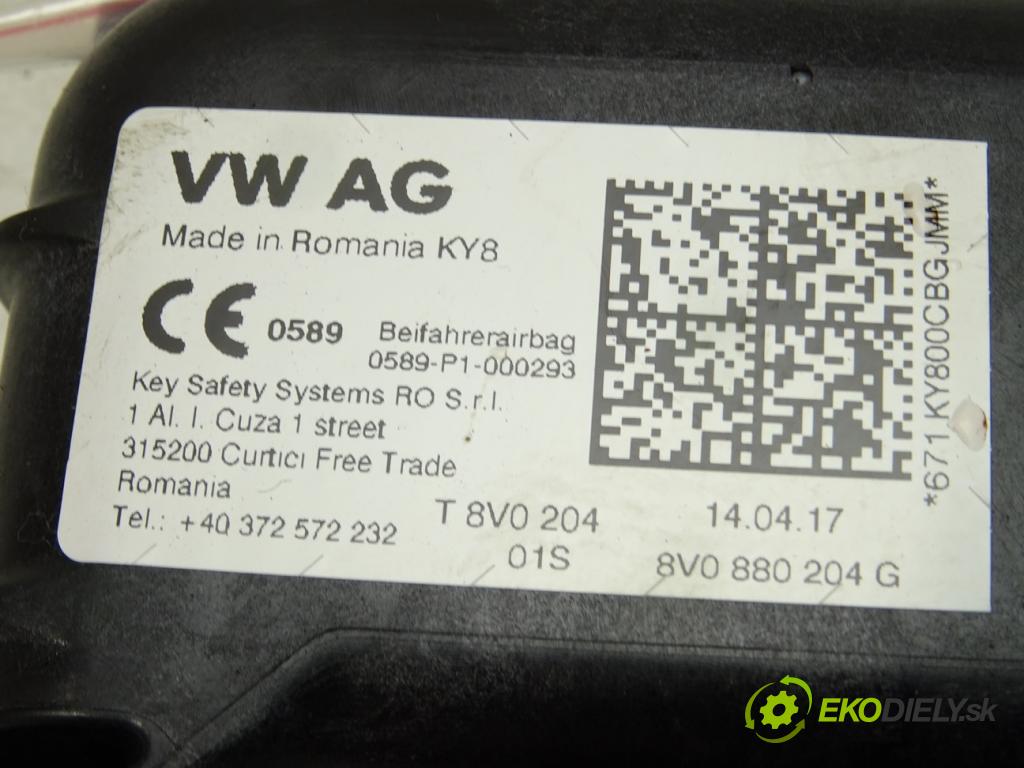 VW AG
Made in Romania KY8
CE 0589 Beifahrerairbag
0589-P1-000293
Key Safety Systems RO S.r.l.
1 Al. I. Cuza 1 street
315200 Curtici Free Trade
Romania
Tel.: +40 372 572 232
T 8V0 204
01S
14.04.17
8V0 880 204 G
*671KY800CBGJMM*
EKODIELY.sk